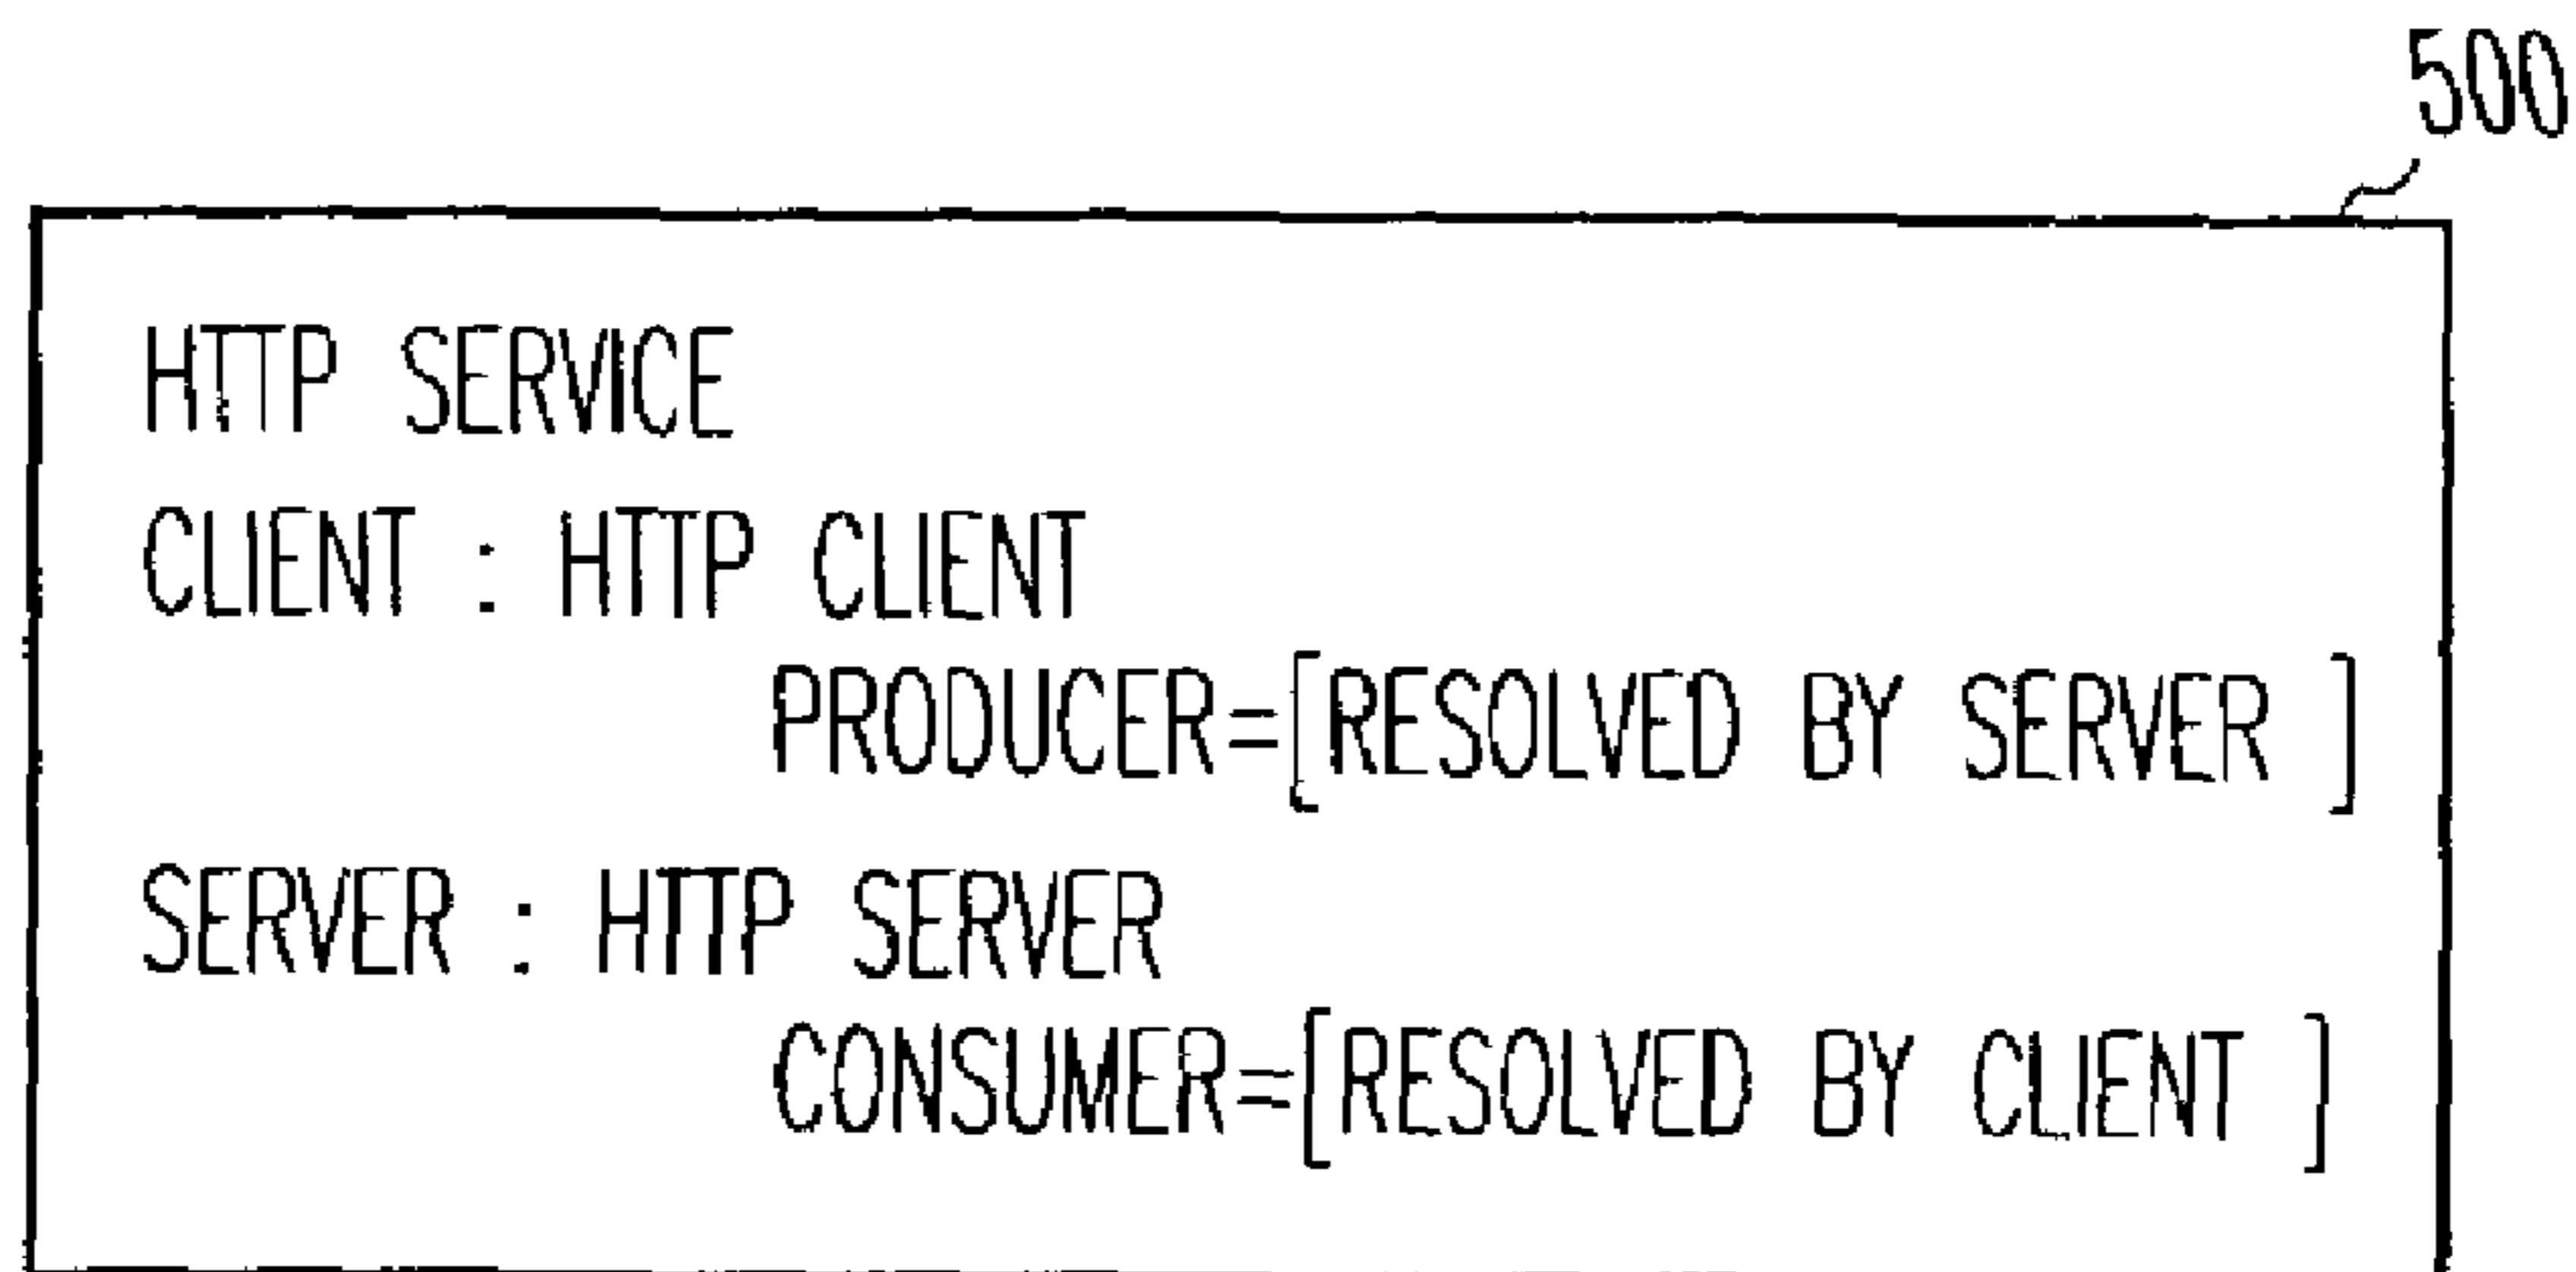 500
HTTP SERVICE
CLIENT : HTTP CLIENT
PRODUCER=[RESOLVED BY SERVER ]
SERVER : HTTP SERVER
CONSUMER=[RESOLVED BY CLIENT ]